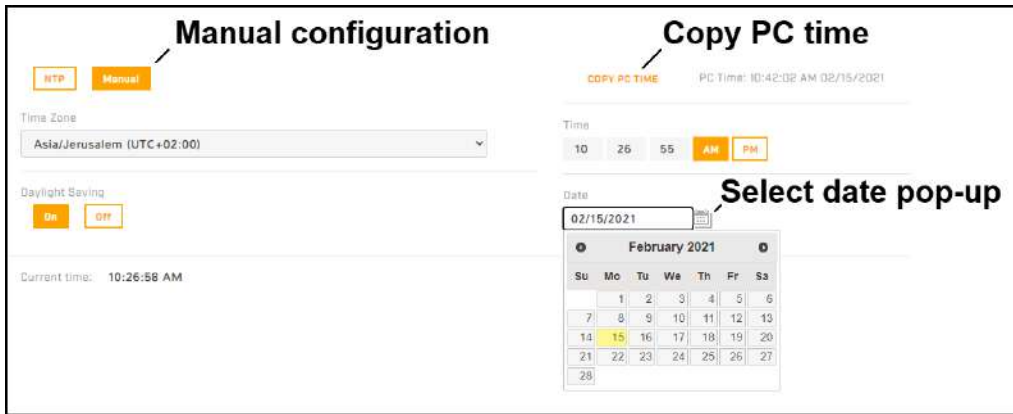 Manual configuration
Copy PC time
NTP Manual
COPY PC TIME PC Time: 10:42:02 AM 02/15/2021
Time Zone
Asia/Jerusalem (UTC+02:00)
Time
10 26 55 AM PM
Daylight Saving
On Off
Date
Select date pop-up
02/15/2021
February 2021
Su Mo Tu We Th Fr Sa
1 2 3 4 5 6
7 8 9 10 11 12 13
14 15 16 17 18 19 20
21 22 23 24 25 26 27
28
Current time: 10:26:58 AM